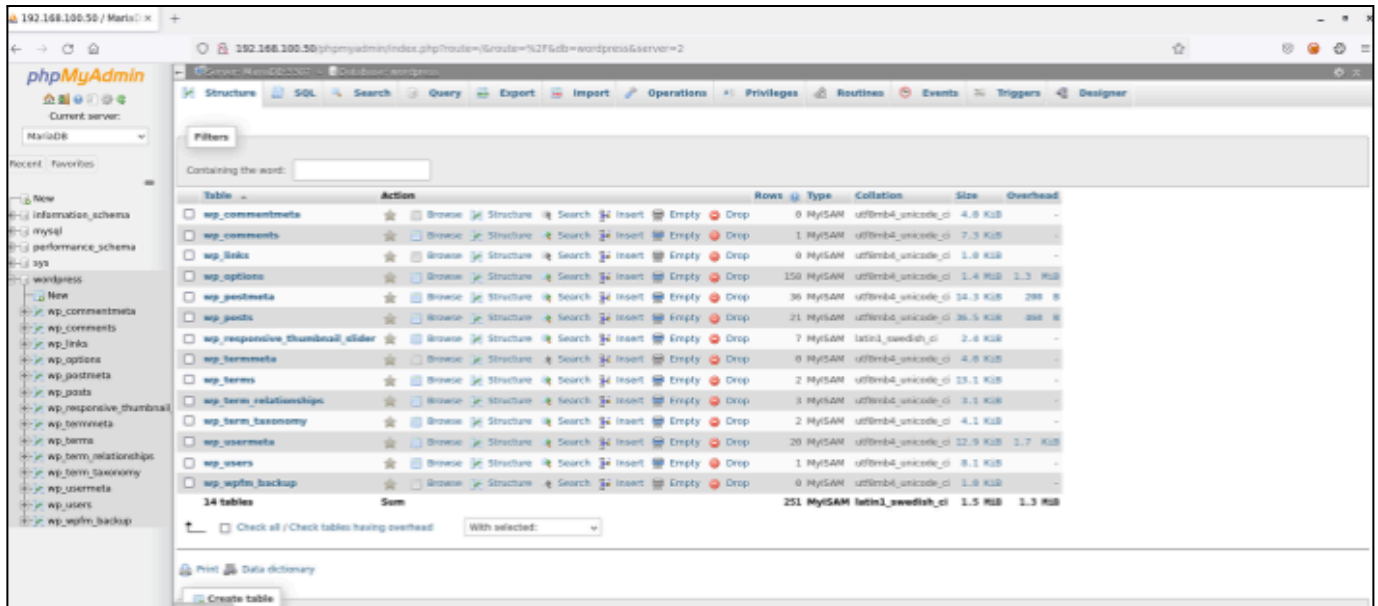 192.168.100.50 / MariaD
192.168.100.50/phpmyadmin/index.php?route=/&route=%2F&db=wordpress&server=2
phpMyAdmin
Current server:
MariaDB
Recent Favorites
New
information_schema
mysql
performance_schema
sys
wordpress
New
wp_commentmeta
wp_comments
wp_links
wp_options
wp_postmeta
wp_posts
wp_responsive_thumbnail
wp_termmeta
wp_terms
wp_term_relationships
wp_term_taxonomy
wp_usermeta
wp_users
wp_wpfm_backup
Server: MariaDB:3307 » Database: wordpress
Structure SQL Search Query Export Import Operations Privileges Routines Events Triggers Designer
Filters
Containing the word:
Table Action Rows Type Collation Size Overhead
wp_commentmeta Browse Structure Search Insert Empty Drop 0 MyISAM utf8mb4_unicode_ci 4.0 KiB -
wp_comments Browse Structure Search Insert Empty Drop 1 MyISAM utf8mb4_unicode_ci 7.3 KiB -
wp_links Browse Structure Search Insert Empty Drop 0 MyISAM utf8mb4_unicode_ci 1.0 KiB -
wp_options Browse Structure Search Insert Empty Drop 150 MyISAM utf8mb4_unicode_ci 1.4 MiB 1.3 MiB
wp_postmeta Browse Structure Search Insert Empty Drop 36 MyISAM utf8mb4_unicode_ci 14.3 KiB 208 B
wp_posts Browse Structure Search Insert Empty Drop 21 MyISAM utf8mb4_unicode_ci 36.5 KiB B
wp_responsive_thumbnail_slider Browse Structure Search Insert Empty Drop 7 MyISAM latin1_swedish_ci 2.4 KiB -
wp_termmeta Browse Structure Search Insert Empty Drop 0 MyISAM utf8mb4_unicode_ci 4.0 KiB -
wp_terms Browse Structure Search Insert Empty Drop 2 MyISAM utf8mb4_unicode_ci KiB -
wp_term_relationships Browse Structure Search Insert Empty Drop 3 MyISAM utf8mb4_unicode_ci 3.1 KiB -
wp_term_taxonomy Browse Structure Search Insert Empty Drop 2 MyISAM utf8mb4_unicode_ci 4.1 KiB -
wp_usermeta Browse Structure Search Insert Empty Drop 20 MyISAM utf8mb4_unicode_ci 12.9 KiB 1.7 KiB
wp_users Browse Structure Search Insert Empty Drop 1 MyISAM utf8mb4_unicode_ci 8.1 KiB -
wp_wpfm_backup Browse Structure Search Insert Empty Drop 0 MyISAM utf8mb4_unicode_ci 1.0 KiB -
14 tables Sum 251 MyISAM latin1_swedish_ci 1.5 MiB 1.3 MiB
Check all / Check tables having overhead With selected:
Print Data dictionary
Create table